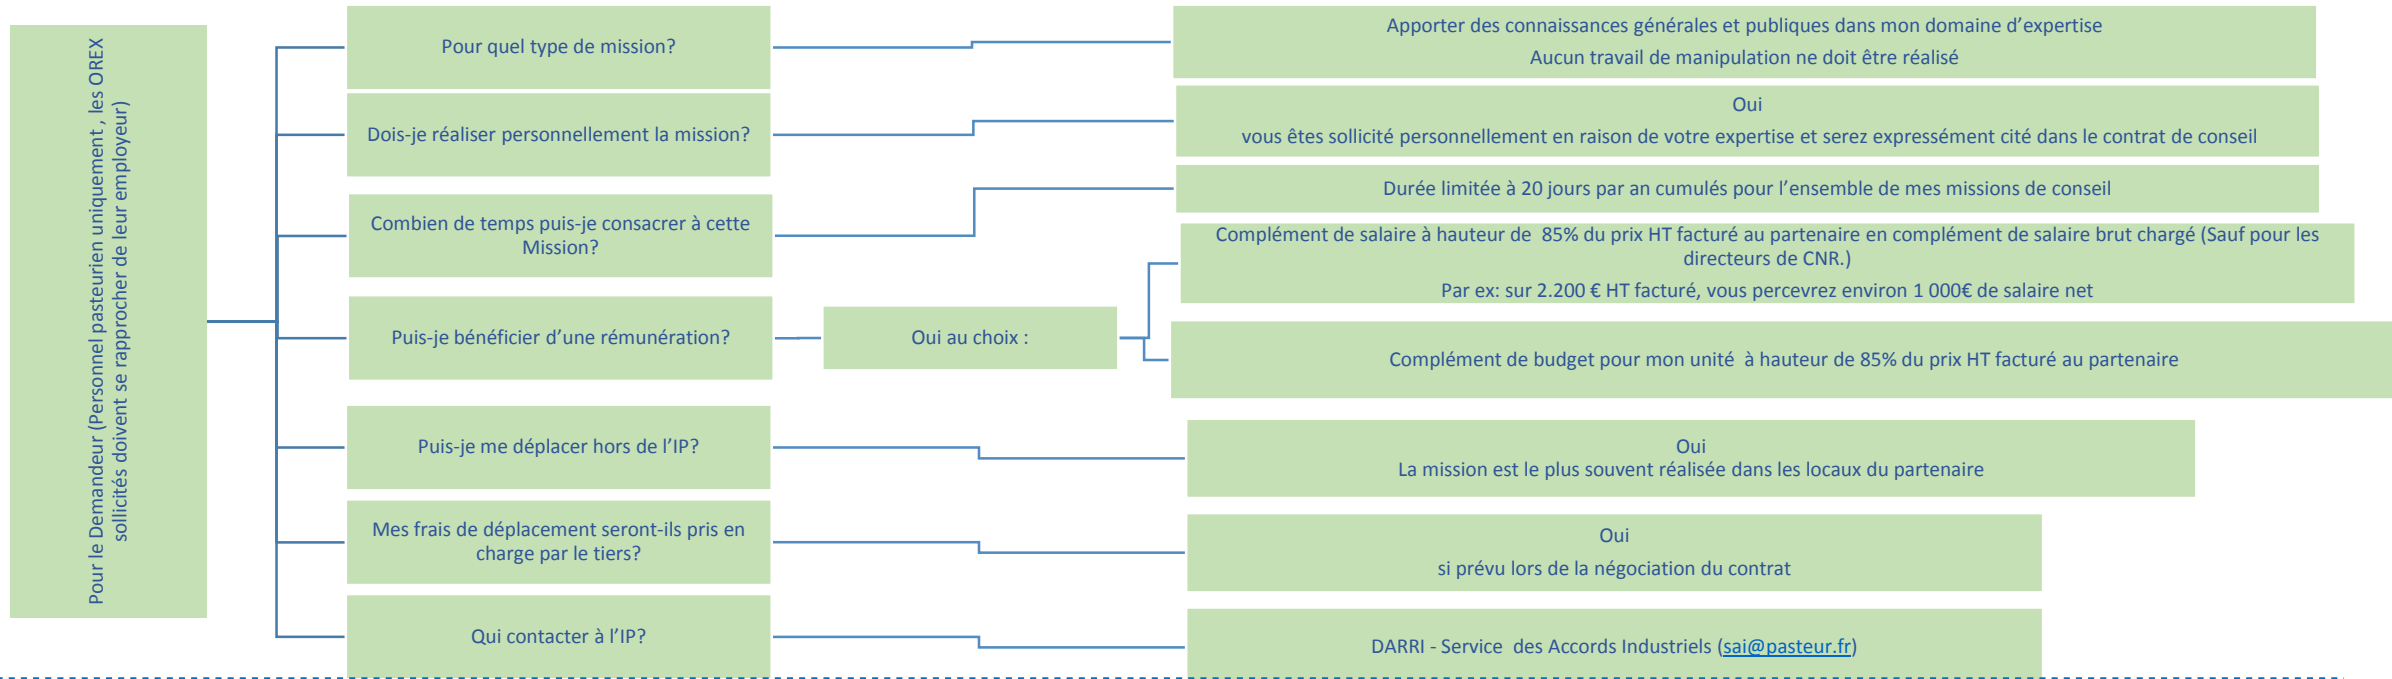 Pour le Demandeur (Personnel pasteurien uniquement , les OREX
sollicités doivent se rapprocher de leur employeur)
Pour quel type de mission?
Apporter des connaissances générales et publiques dans mon domaine d’expertise
Aucun travail de manipulation ne doit être réalisé
Dois-je réaliser personnellement la mission?
Oui
vous êtes sollicité personnellement en raison de votre expertise et serez expressément cité dans le contrat de conseil
Combien de temps puis-je consacrer à cette
Mission?
Durée limitée à 20 jours par an cumulés pour l’ensemble de mes missions de conseil
Puis-je bénéficier d’une rémunération?
Oui au choix :
Complément de salaire à hauteur de 85% du prix HT facturé au partenaire en complément de salaire brut chargé (Sauf pour les
directeurs de CNR.)
Par ex: sur 2.200 € HT facturé, vous percevrez environ 1 000€ de salaire net
Complément de budget pour mon unité à hauteur de 85% du prix HT facturé au partenaire
Puis-je me déplacer hors de l’IP?
Oui
La mission est le plus souvent réalisée dans les locaux du partenaire
Mes frais de déplacement seront-ils pris en
charge par le tiers?
Oui
si prévu lors de la négociation du contrat
Qui contacter à l’IP?
DARRI - Service des Accords Industriels (sai@pasteur.fr)